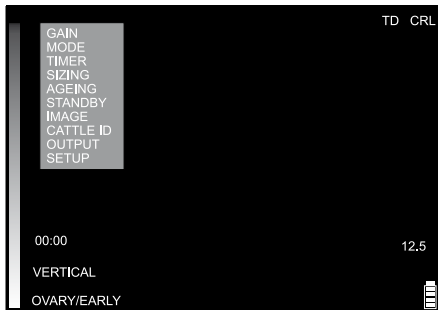 TD CRL
GAIN
MODE
TIMER
SIZING
AGEING
STANDBY
IMAGE
CATTLE ID
OUTPUT
SETUP
00:00
12.5
VERTICAL
OVARY/EARLY